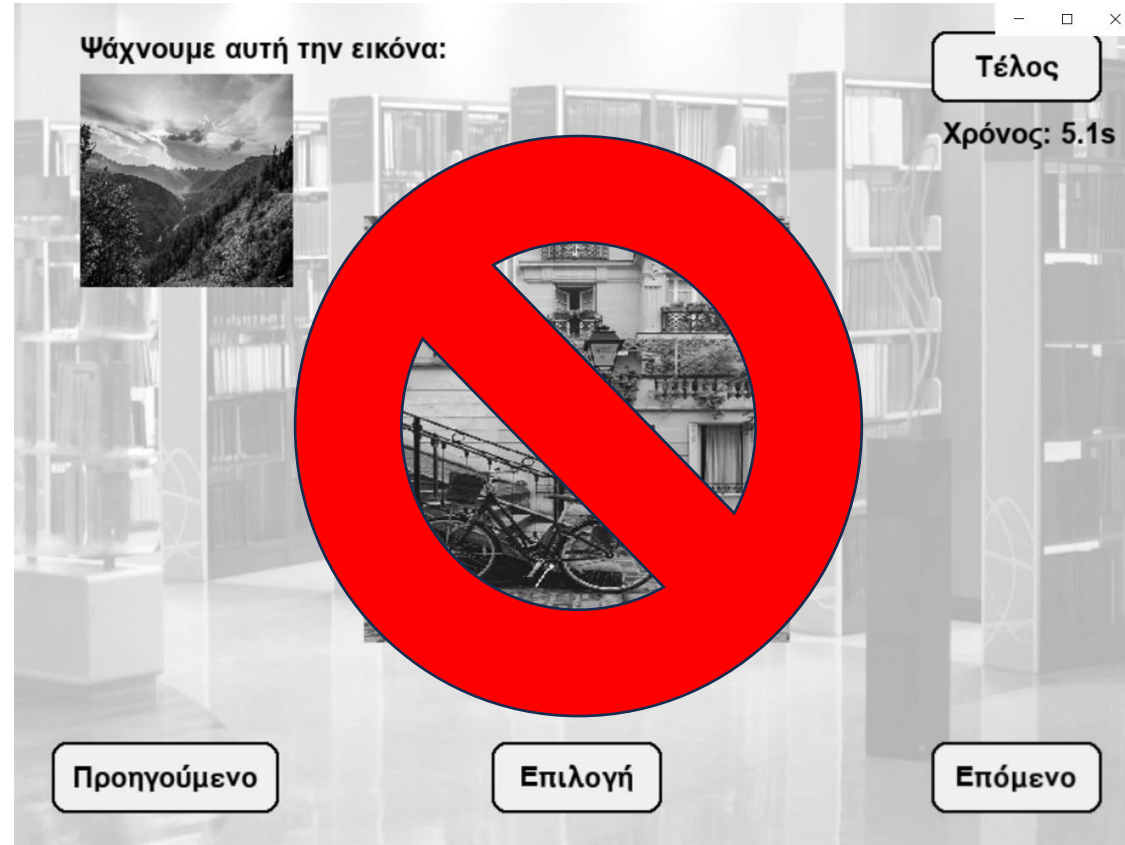 Ψάχνουμε αυτή την εικόνα:
Τέλος
Χρόνος: 5.1s
Προηγούμενο
Επιλογή
Επόμενο